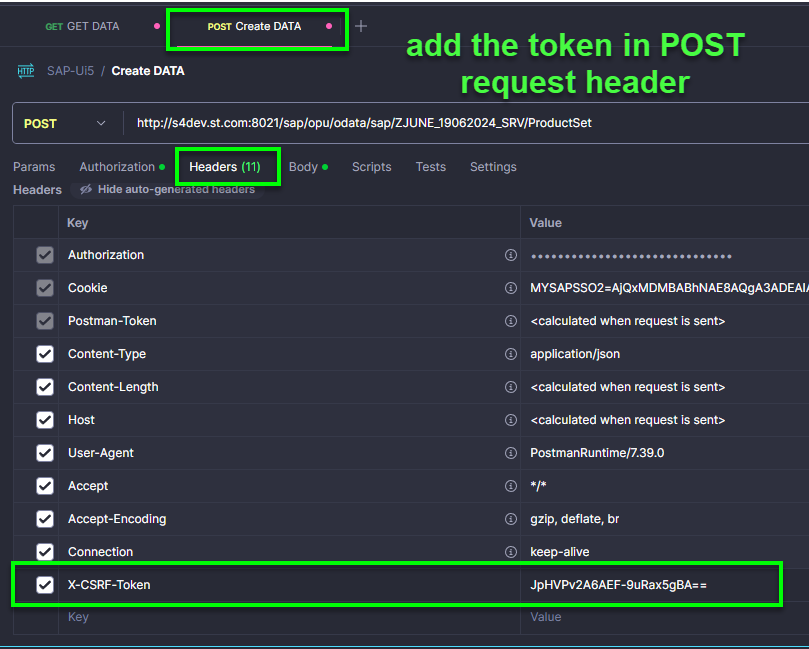 GET GET DATA POST Create DATA
add the token in POST
request header
HTTP SAP-Ui5 / Create DATA
POST http://s4dev.st.com:8021/sap/opu/odata/sap/ZJUNE_19062024_SRV/ProductSet
Params Authorization Headers (11) Body Scripts Tests Settings
Headers Hide auto-generated headers
Key Value
Authorization ••••••••••••••••••••••••••••
Cookie MYSAPSSO2=AjQxMDMBABhNAE8AQgA3ADEAIA
Postman-Token <calculated when request is sent>
Content-Type application/json
Content-Length <calculated when request is sent>
Host <calculated when request is sent>
User-Agent PostmanRuntime/7.39.0
Accept */*
Accept-Encoding gzip, deflate, br
Connection keep-alive
X-CSRF-Token JpHVPv2A6AEF-9uRax5gBA==
Key Value